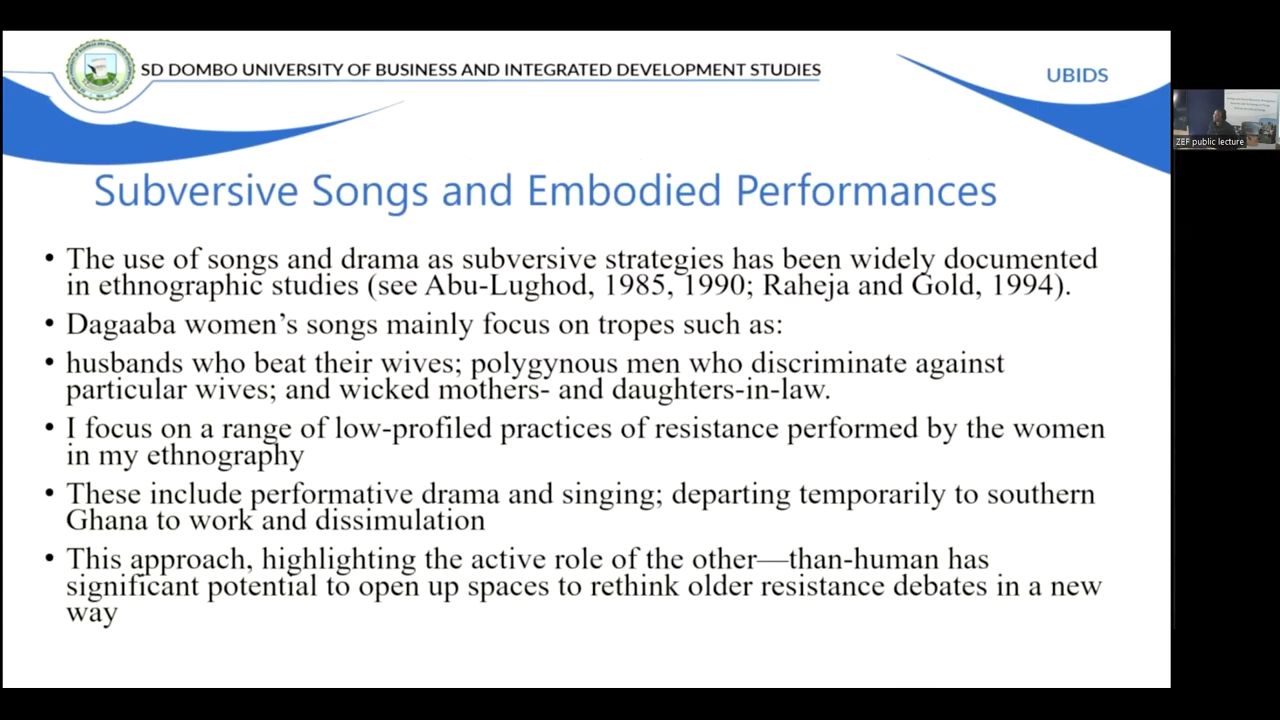 SD DOMBO UNIVERSITY OF BUSINESS AND INTEGRATED DEVELOPMENT STUDIES
UBIDS
Subversive Songs and Embodied Performances
• The use of songs and drama as subversive strategies has been widely documented
in ethnographic studies (see Abu-Lughod, 1985, 1990; Raheja and Gold, 1994).
• Dagaaba women’s songs mainly focus on tropes such as:
• husbands who beat their wives; polygynous men who discriminate against
particular wives; and wicked mothers- and daughters-in-law.
• I focus on a range of low-profiled practices of resistance performed by the women
in my ethnography
• These include performative drama and singing; departing temporarily to southern
Ghana to work and dissimulation
• This approach, highlighting the active role of the other—than-human has
significant potential to open up spaces to rethink older resistance debates in a new
way
ZEF public lecture